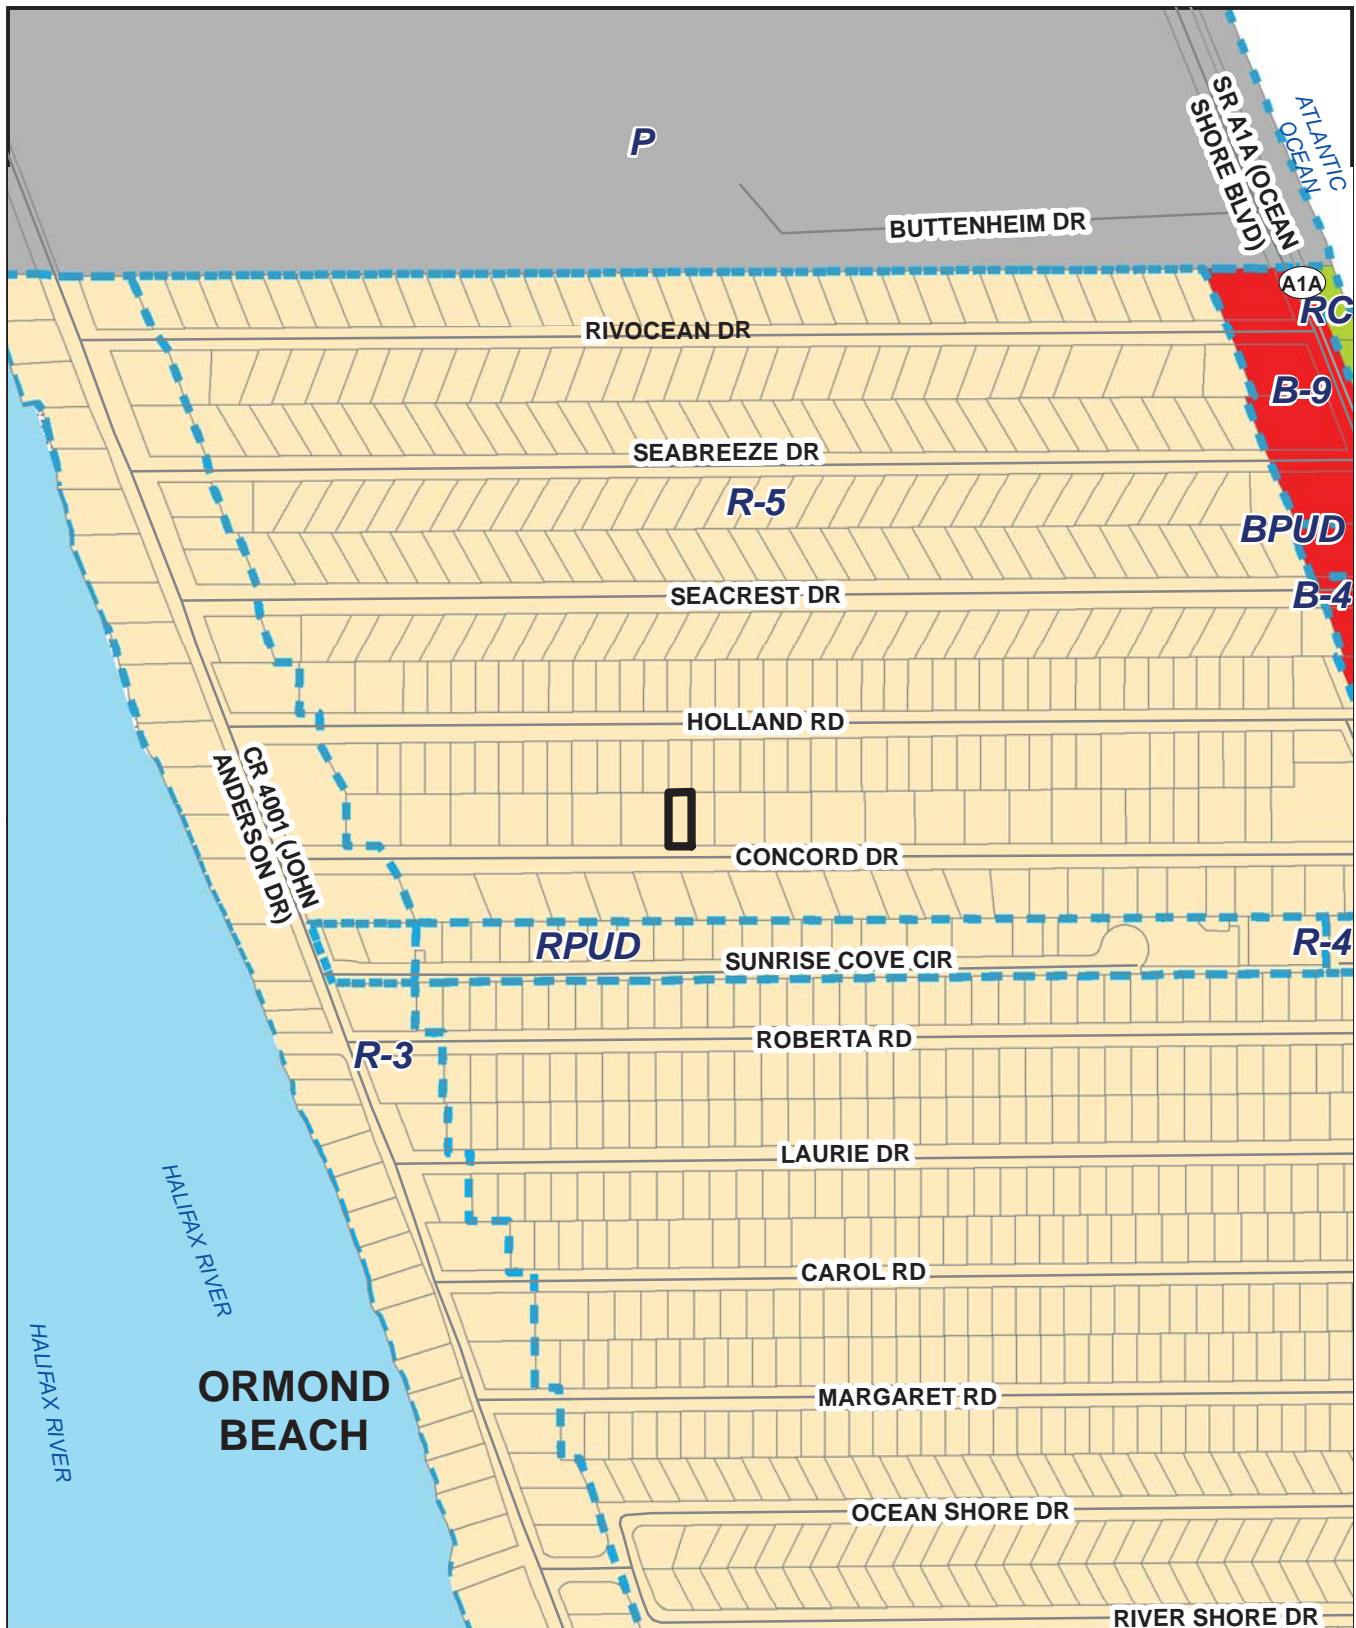 P
SR A1A (OCEAN
SHORE BLVD)
ATLANTIC
OCEAN
BUTTENHEIM DR
A1A
RC
RIVOCEAN DR
B-9
SEABREEZE DR
R-5
BPUD
SEACREST DR
B-4
HOLLAND RD
CR 4001 (JOHN
ANDERSON DR)
CONCORD DR
RPUD
R-4
SUNRISE COVE CIR
ROBERTA RD
R-3
LAURIE DR
HALIFAX RIVER
CAROL RD
HALIFAX RIVER
ORMOND
BEACH
MARGARET RD
OCEAN SHORE DR
RIVER SHORE DR